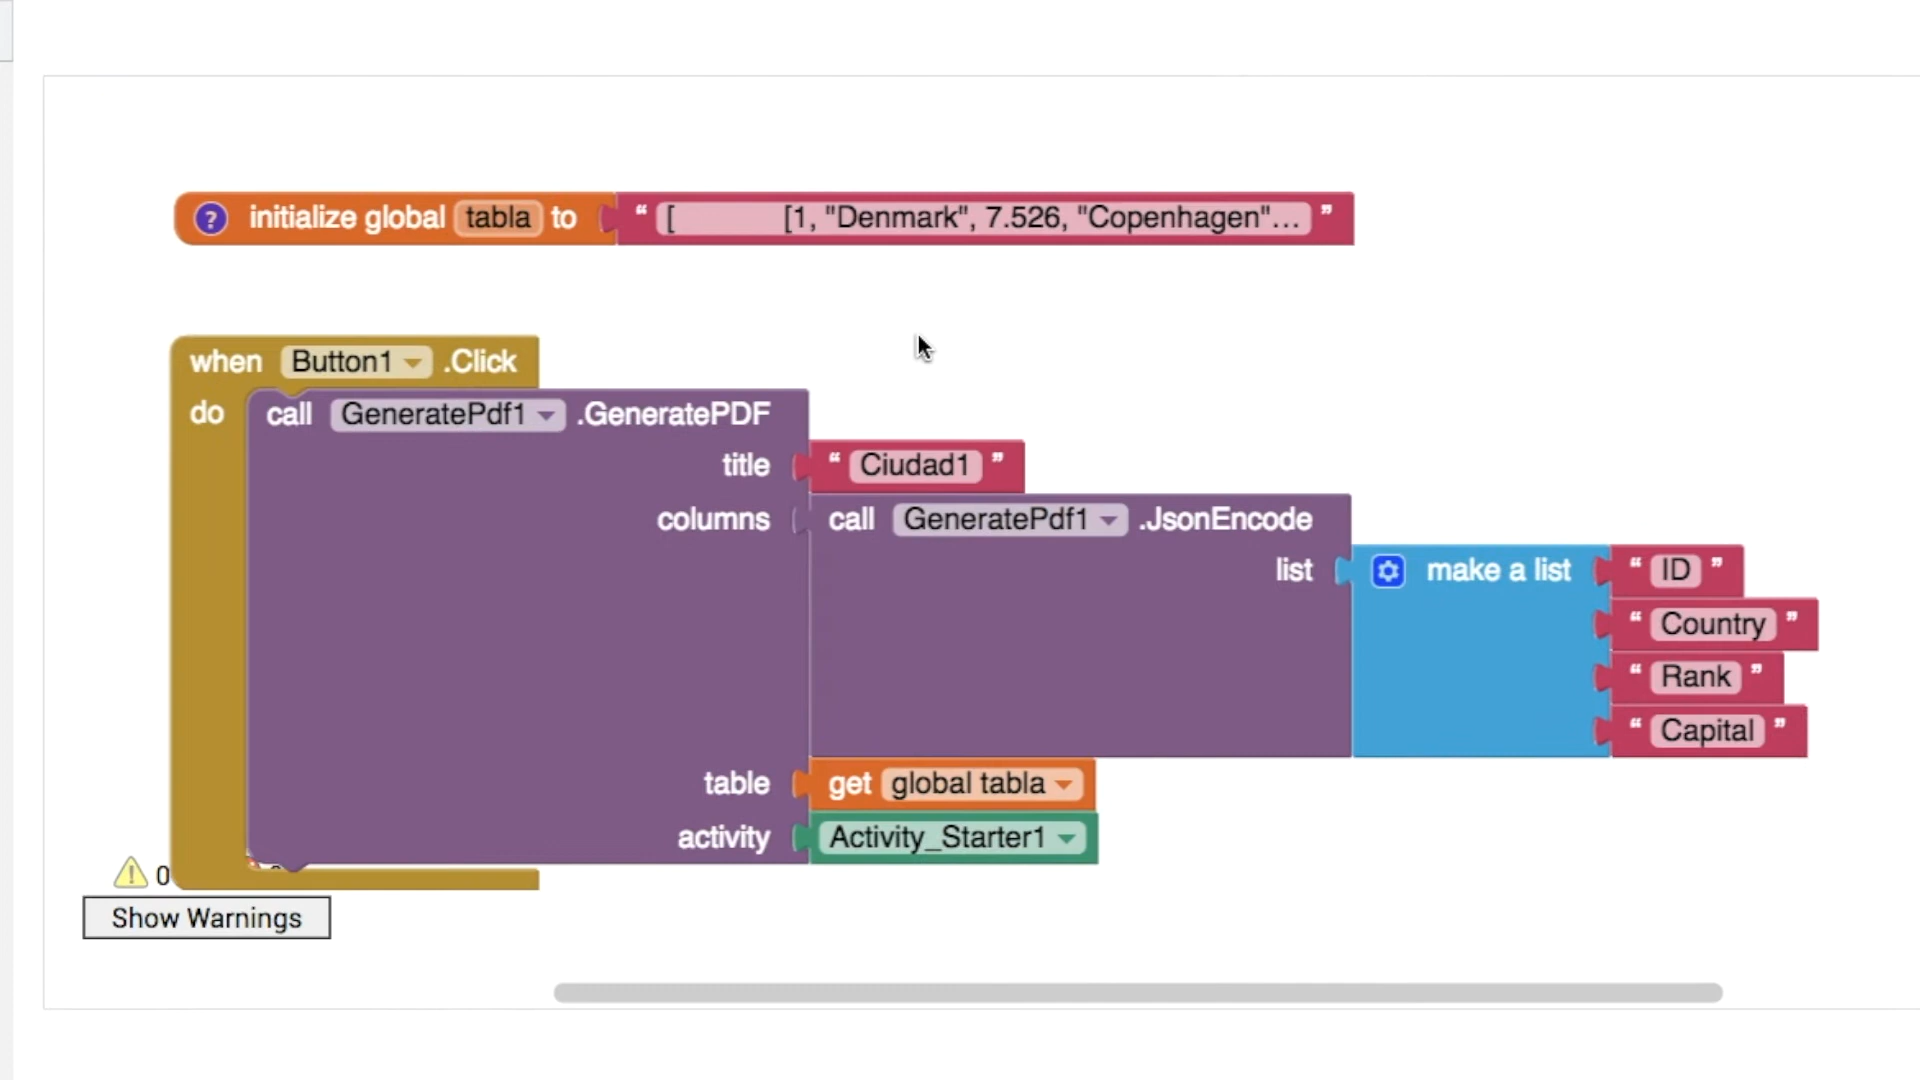 initialize global tabla to “ [ [1, "Denmark", 7.526, "Copenhagen"... ”
when Button1 .Click
do call GeneratePdf1 .GeneratePDF
title “ Ciudad1 ”
columns call GeneratePdf1 .JsonEncode
list make a list “ ID ”
“ Country ”
“ Rank ”
“ Capital ”
table get global tabla
activity Activity_Starter1
0
Show Warnings